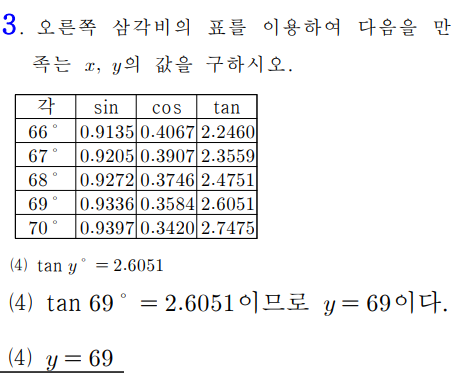 3. 오른쪽 삼각비의 표를 이용하여 다음을 만
족는 x, y의 값을 구하시오.
각 sin cos tan
66° 0.9135 0.4067 2.2460
67° 0.9205 0.3907 2.3559
68° 0.9272 0.3746 2.4751
69° 0.9336 0.3584 2.6051
70° 0.9397 0.3420 2.7475
(4) tan y° = 2.6051
(4) tan 69° = 2.6051이므로 y = 69이다.
(4) y = 69